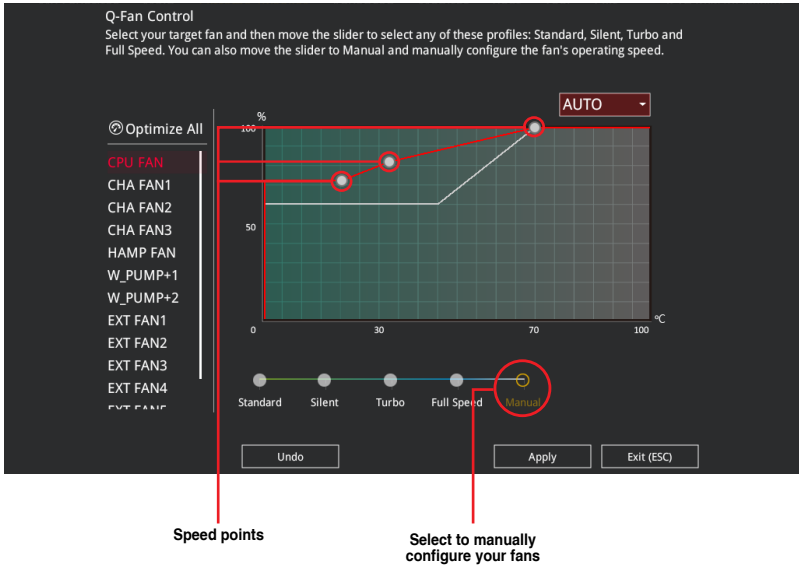 Q-Fan Control
Select your target fan and then move the slider to select any of these profiles: Standard, Silent, Turbo and
Full Speed. You can also move the slider to Manual and manually configure the fan's operating speed.
AUTO
Optimize All
CPU FAN
CHA FAN1
CHA FAN2
CHA FAN3
HAMP FAN
W_PUMP+1
W_PUMP+2
EXT FAN1
EXT FAN2
EXT FAN3
EXT FAN4
EXT FAN5
%
100
50
0
30
70
100
°C
Standard
Silent
Turbo
Full Speed
Manual
Undo
Apply
Exit (ESC)
Speed points
Select to manually
configure your fans